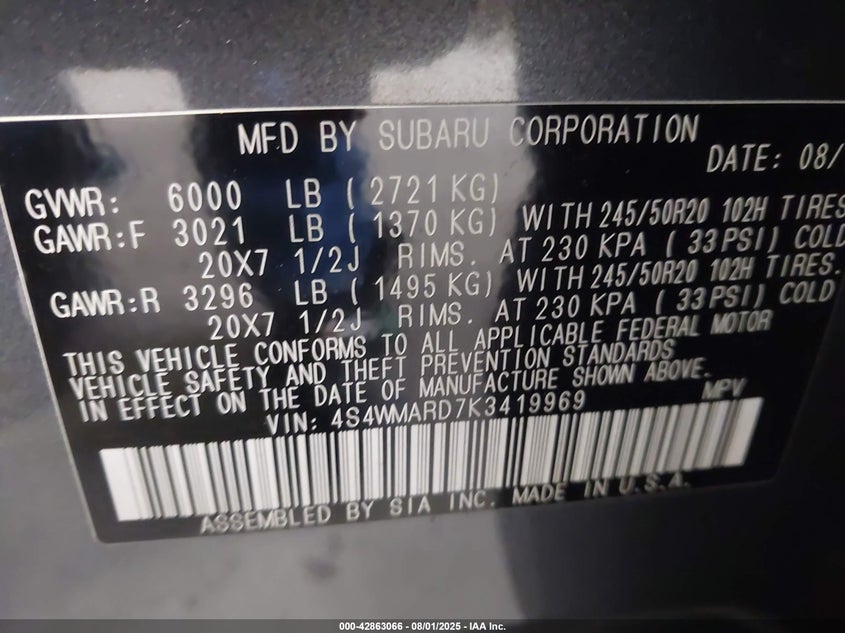 MFD BY SUBARU CORPORATION
DATE: 08/
GVWR: 6000 LB ( 2721 KG)
GAWR:F 3021 LB ( 1370 KG) WITH 245/50R20 102H TIRES
20X7 1/2J RIMS. AT 230 KPA ( 33PSI) COLD
GAWR:R 3296 LB ( 1495 KG) WITH 245/50R20 102H TIRES.
20X7 1/2J RIMS. AT 230 KPA ( 33PSI) COLD
THIS VEHICLE CONFORMS TO ALL APPLICABLE FEDERAL MOTOR
VEHICLE SAFETY AND THEFT PREVENTION STANDARDS
IN EFFECT ON THE DATE OF MANUFACTURE SHOWN ABOVE.
VIN: 4S4WMARD7K3419969 MPV
ASSEMBLED BY SIA INC. MADE IN U.S.A.
000-42863066 - 08/01/2025 - IAA Inc.